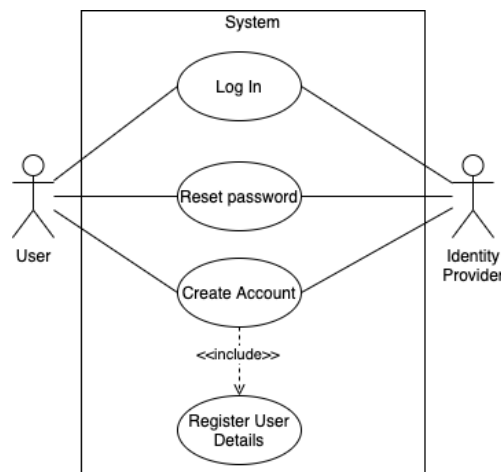 System
Log In
Reset password
User
Identity
Provider
Create Account
<<include>>
Register User
Details